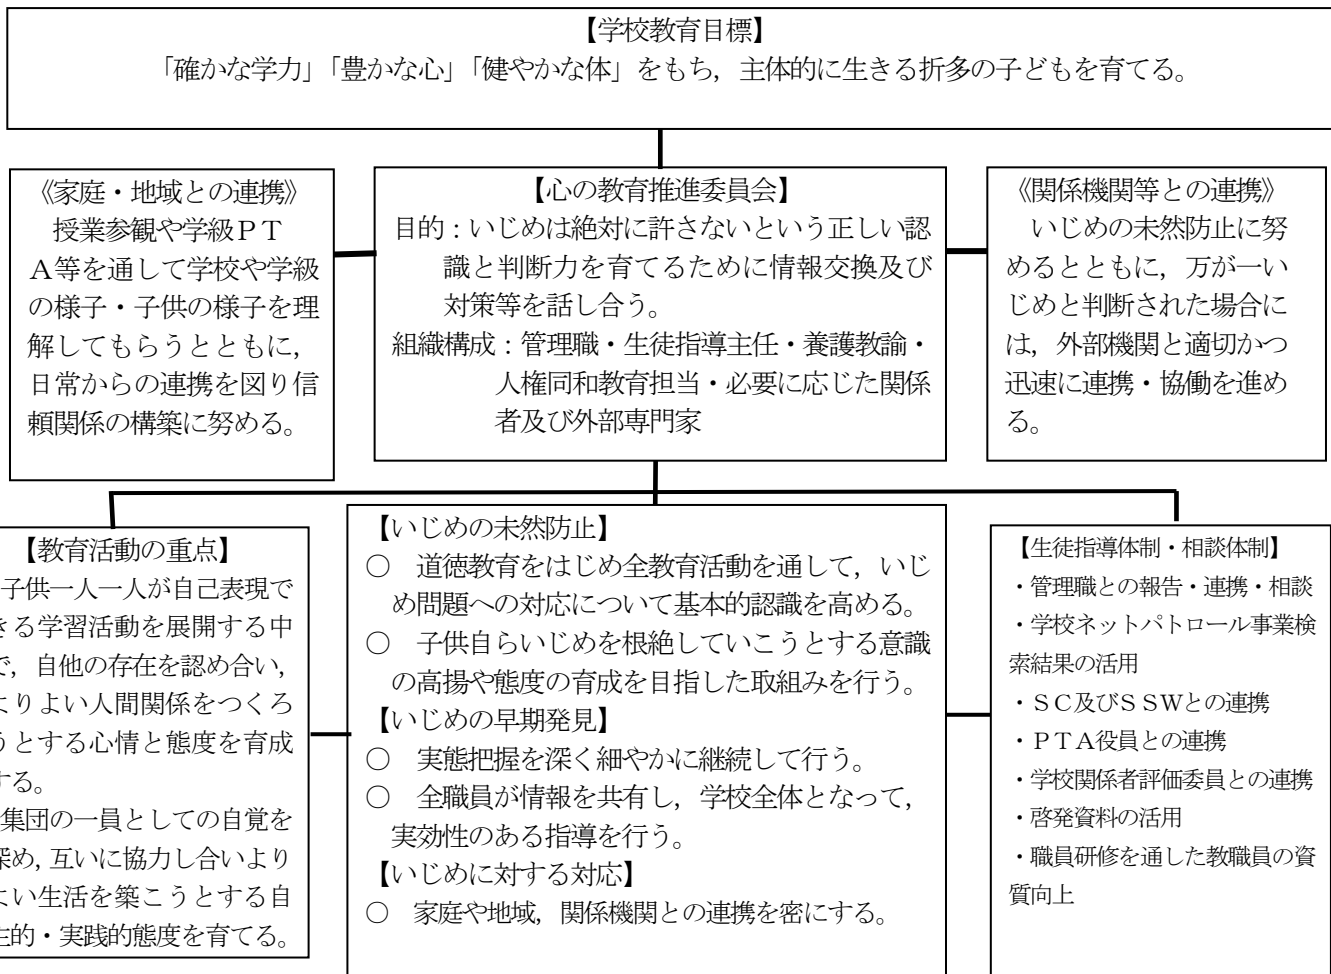 【学校教育目標】
「確かな学力」「豊かな心」「健やかな体」をもち，主体的に生きる折多の子どもを育てる。
《家庭・地域との連携》
授業参観や学級ＰＴ
Ａ等を通して学校や学級
の様子・子供の様子を理
解してもらうとともに，
日常からの連携を図り信
頼関係の構築に努める。
【心の教育推進委員会】
目的：いじめは絶対に許さないという正しい認
識と判断力を育てるために情報交換及び
対策等を話し合う。
組織構成：管理職・生徒指導主任・養護教諭・
人権同和教育担当・必要に応じた関係
者及び外部専門家
《関係機関等との連携》
いじめの未然防止に努
めるとともに，万が一い
じめと判断された場合に
は，外部機関と適切かつ
迅速に連携・協働を進め
る。
【教育活動の重点】
子供一人一人が自己表現で
きる学習活動を展開する中
で，自他の存在を認め合い，
よりよい人間関係をつくろ
うとする心情と態度を育成
する。
集団の一員としての自覚を
深め，互いに協力し合いより
よい生活を築こうとする自
主的・実践的態度を育てる。
【いじめの未然防止】
○　道徳教育をはじめ全教育活動を通して，いじ
め問題への対応について基本的認識を高める。
○　子供自らいじめを根絶していこうとする意識
の高揚や態度の育成を目指した取組みを行う。
【いじめの早期発見】
○　実態把握を深く細やかに継続して行う。
○　全職員が情報を共有し，学校全体となって，
実効性のある指導を行う。
【いじめに対する対応】
○　家庭や地域，関係機関との連携を密にする。
【生徒指導体制・相談体制】
・管理職との報告・連携・相談
・学校ネットパトロール事業検
索結果の活用
・ＳＣ及びＳＳＷとの連携
・ＰＴＡ役員との連携
・学校関係者評価委員との連携
・啓発資料の活用
・職員研修を通した教職員の資
質向上